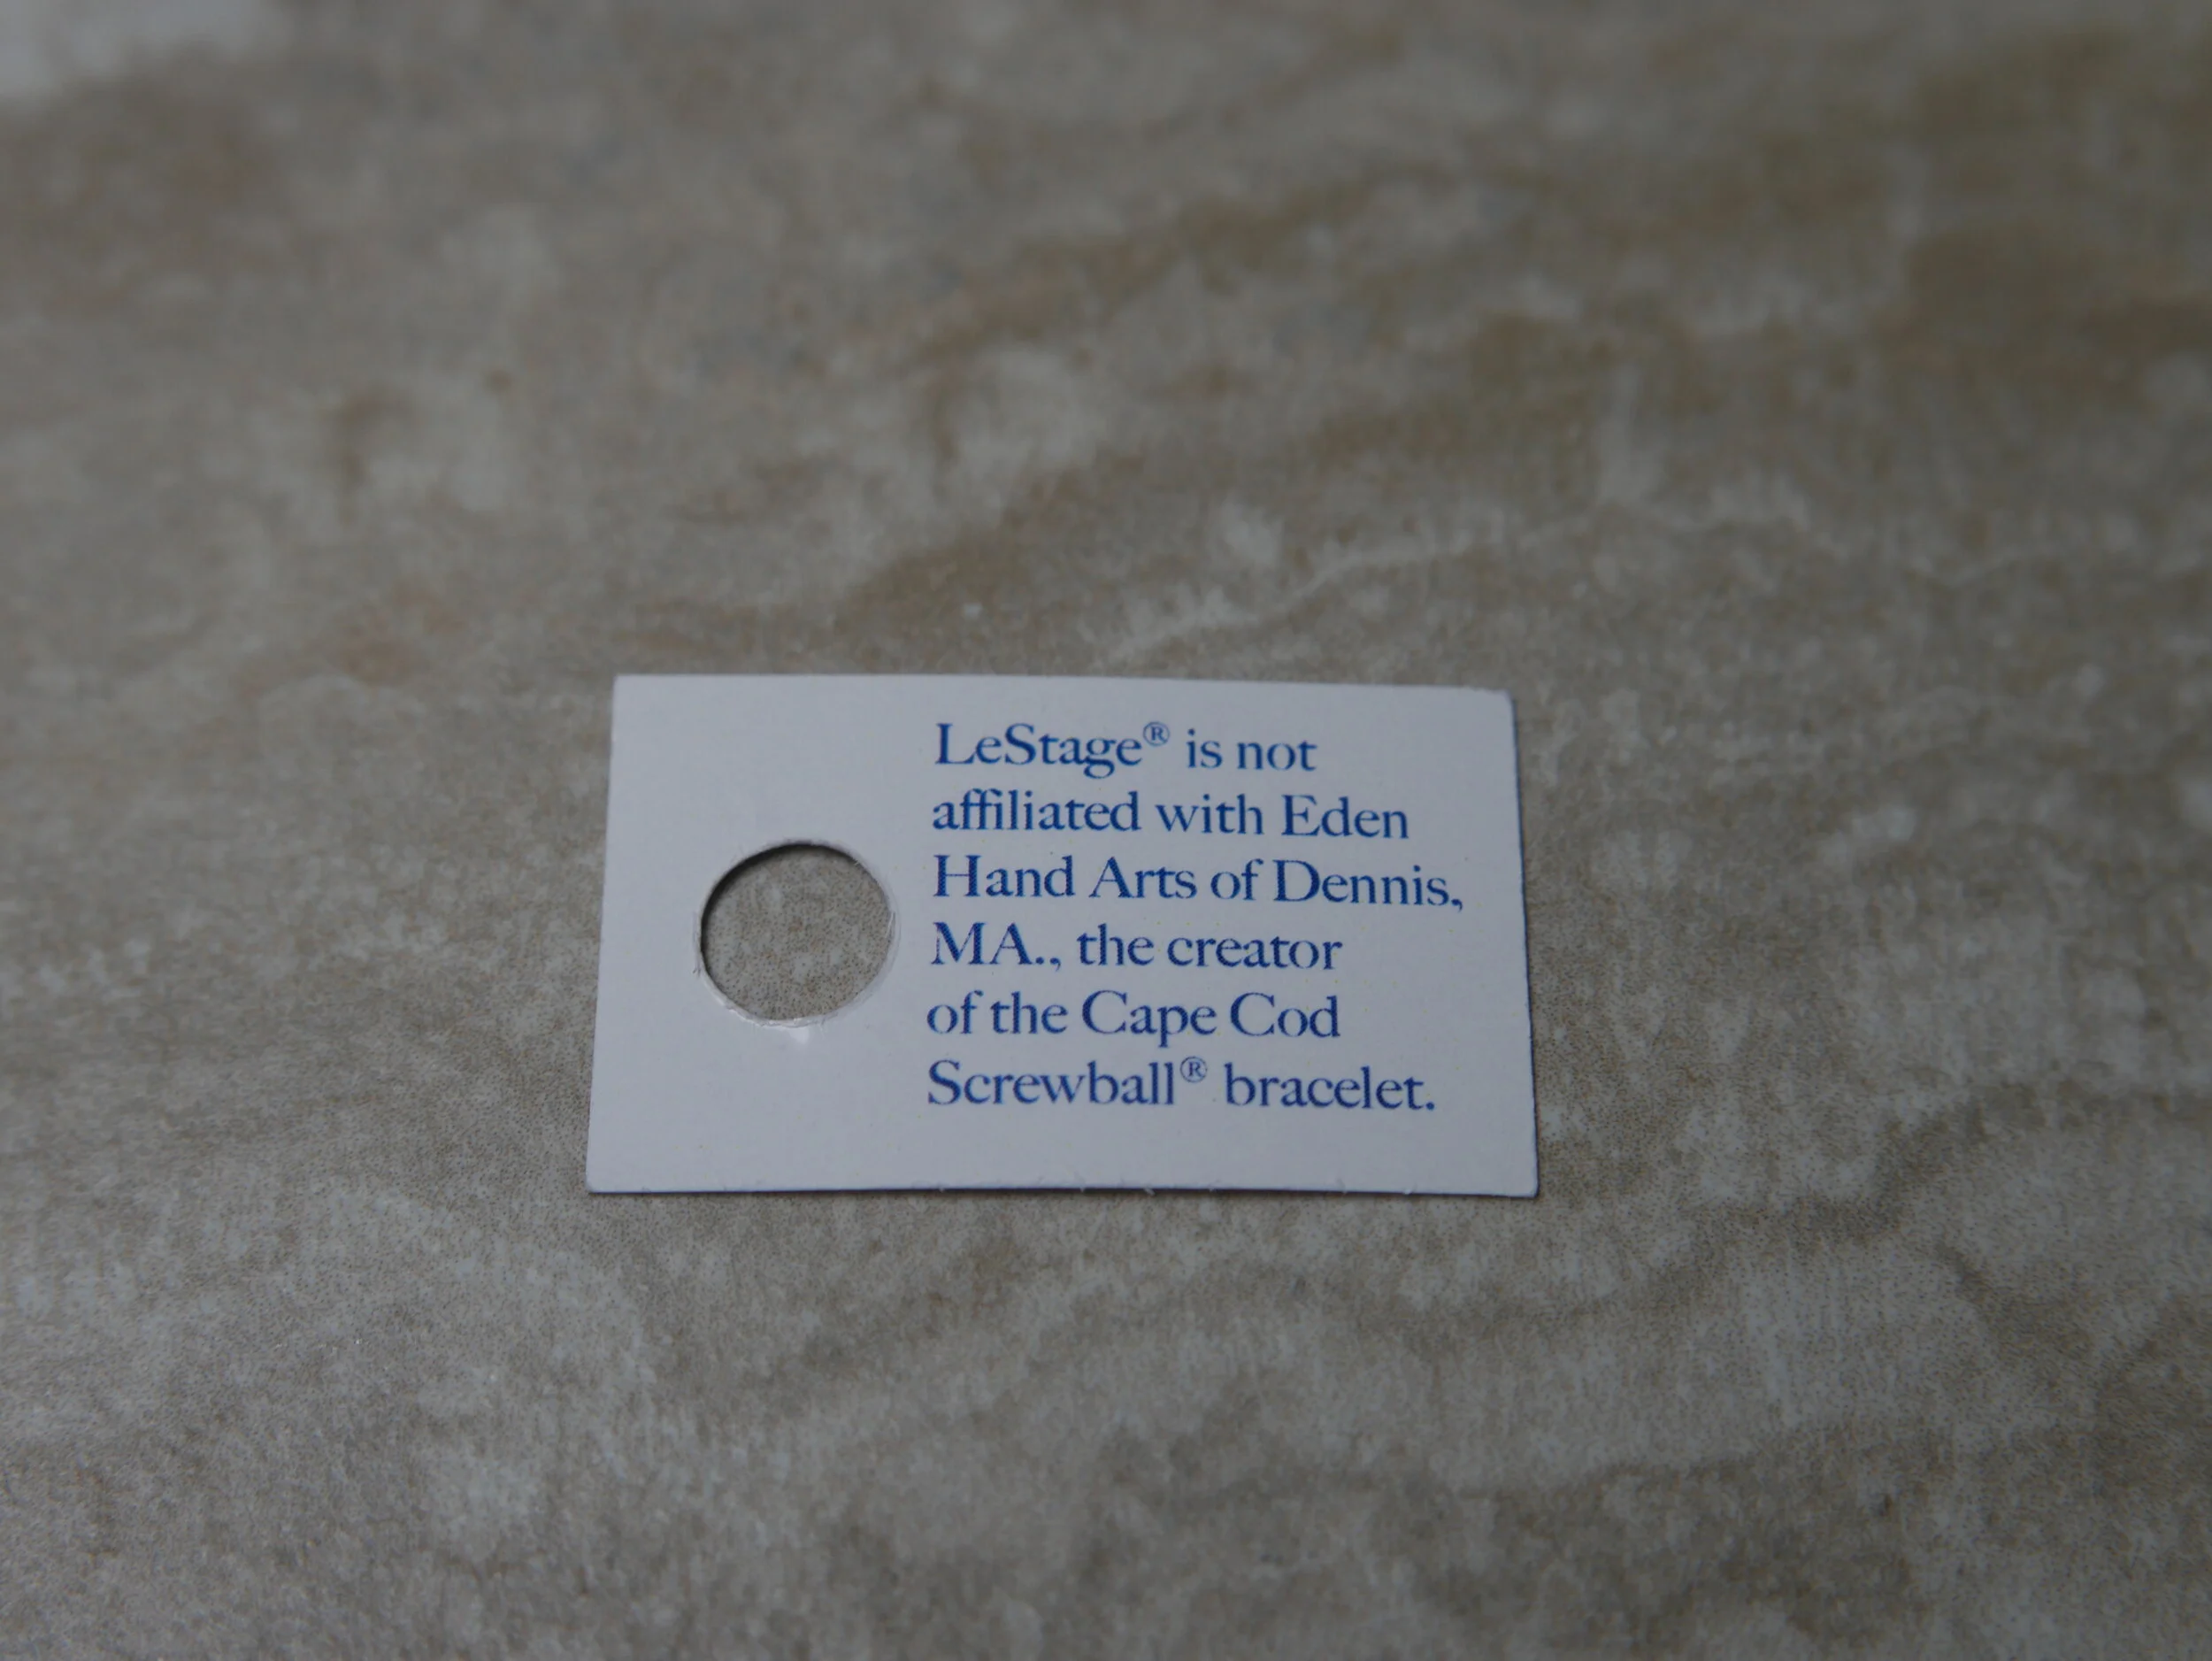 LeStage® is not
affiliated with Eden
Hand Arts of Dennis,
MA., the creator
of the Cape Cod
Screwball® bracelet.